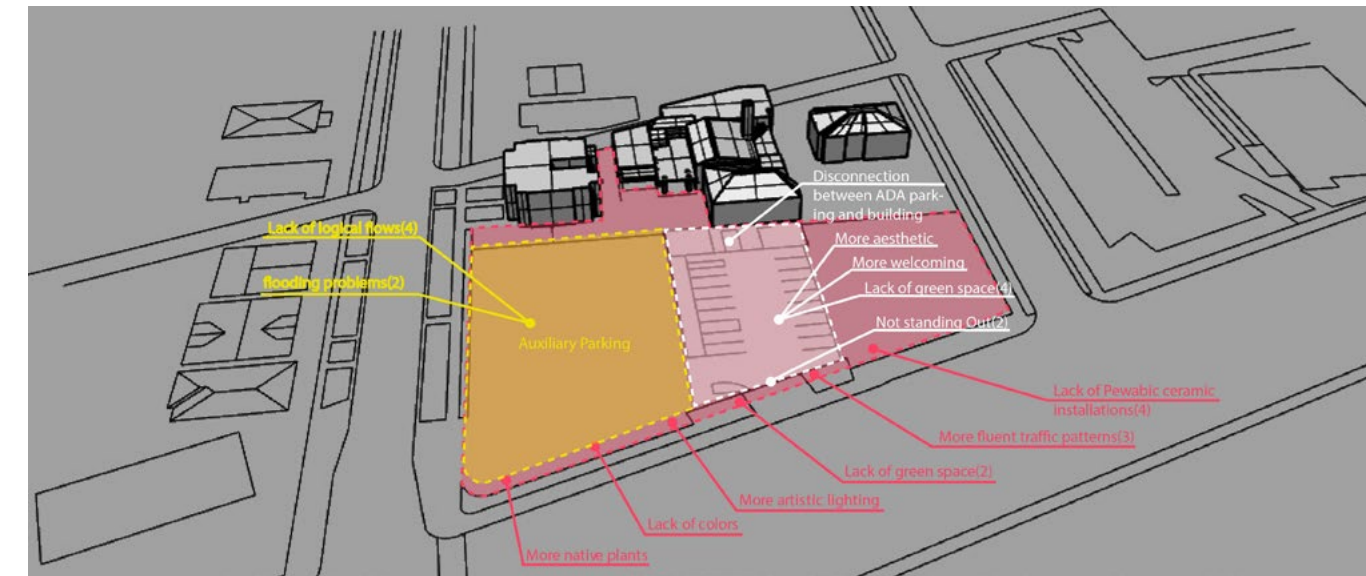 Disconnection
between ADA park-
ing and building
Lack of logical flows(4)
More aesthetic
More welcoming
flooding problems(2)
Lack of green space(4)
Not standing Out(2)
Auxiliary Parking
Lack of Pewabic ceramic
installations(4)
More fluent traffic patterns(3)
Lack of green space(2)
More artistic lighting
Lack of colors
More native plants